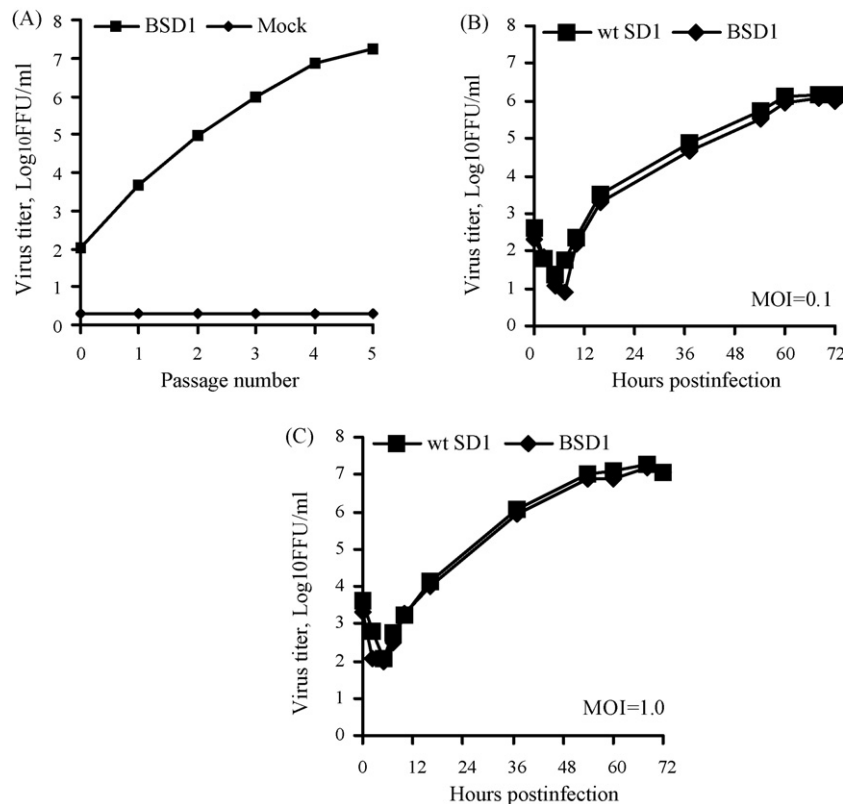 (A)
BSD1 Mock
Virus titer, Log10FFU/ml
8
7
6
5
4
3
2
1
0
0 1 2 3 4 5
Passage number
(B)
wt SD1 BSD1
Virus titer, Log10FFU/ml
8
7
6
5
4
3
2
1
0
MOI=0.1
0 12 24 36 48 60 72
Hours postinfection
(C)
wt SD1 BSD1
Virus titer, Log10FFU/ml
8
7
6
5
4
3
2
1
0
MOI=1.0
0 12 24 36 48 60 72
Hours postinfection